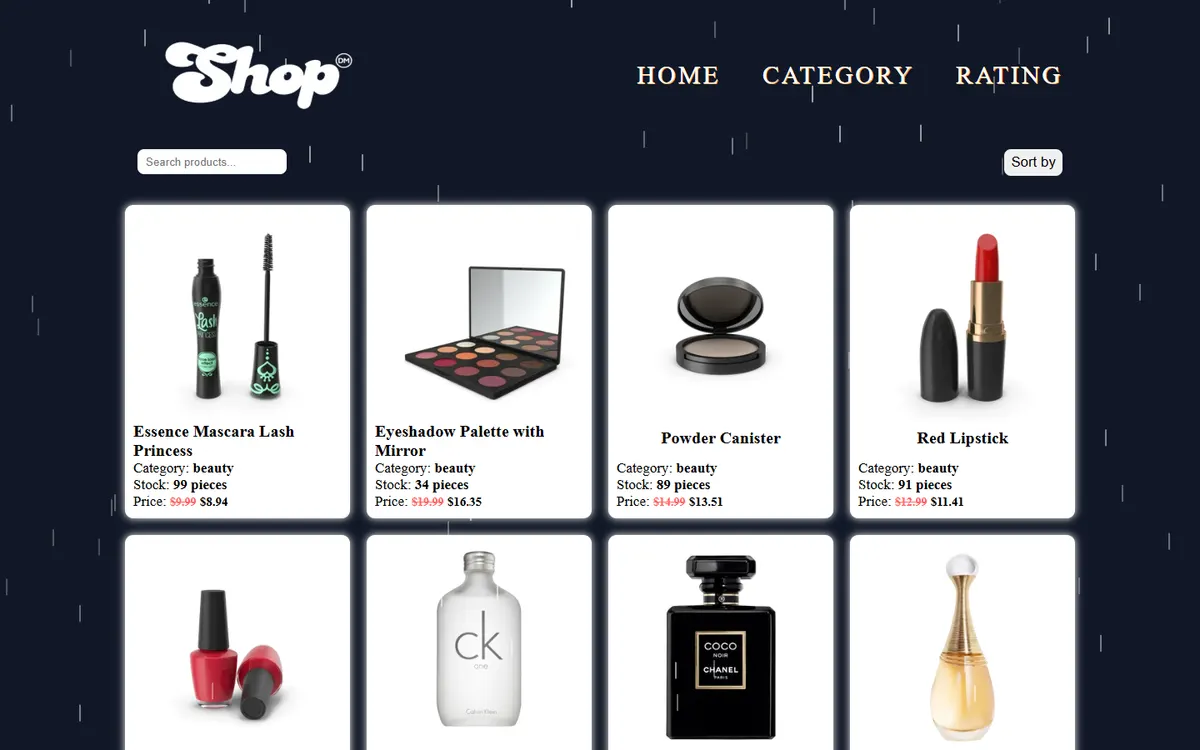 Shop DM
HOME CATEGORY RATING
Search products...
Sort by
essence
Lash
PRINCESS
Essence Mascara Lash
Princess
Category: beauty
Stock: 99 pieces
Price: $9.99 $8.94
Eyeshadow Palette with
Mirror
Category: beauty
Stock: 34 pieces
Price: $19.99 $16.35
Powder Canister
Category: beauty
Stock: 89 pieces
Price: $14.99 $13.51
Red Lipstick
Category: beauty
Stock: 91 pieces
Price: $12.99 $11.41
ck
one
Calvin Klein
COCO
NOIR
CHANEL
PARIS